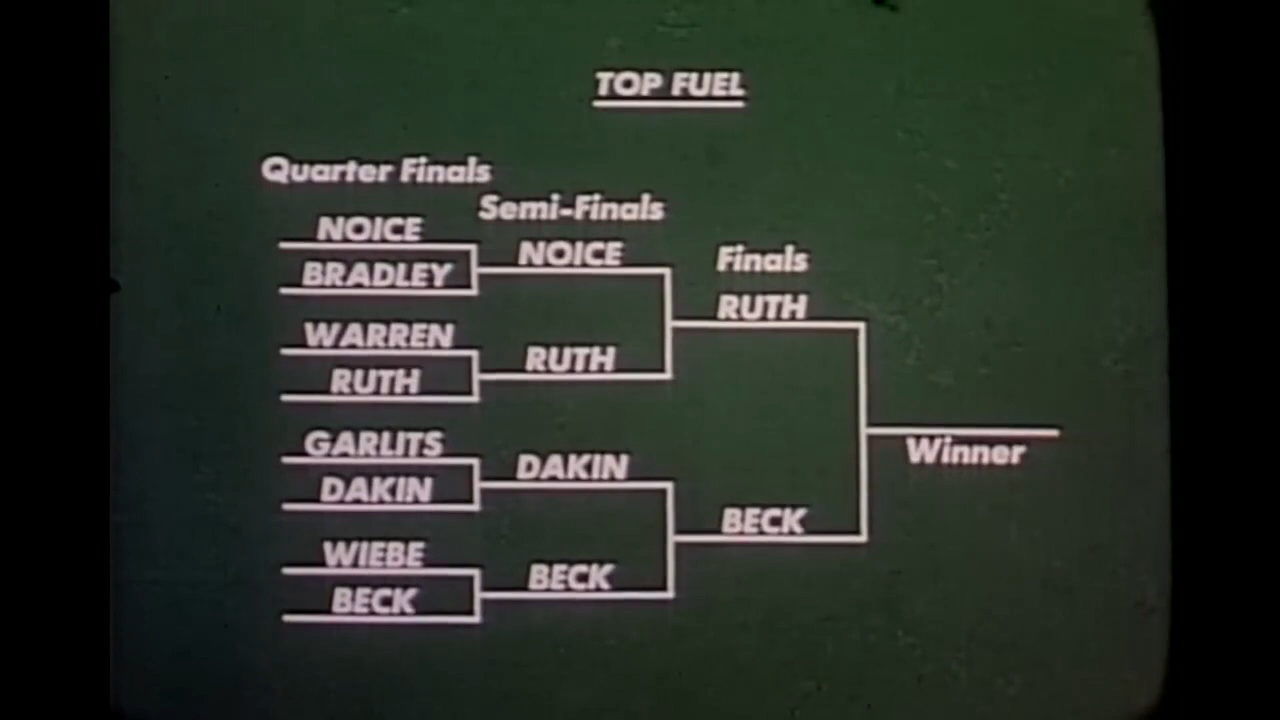 TOP FUEL
Quarter Finals
Semi-Finals
Finals
NOICE
BRADLEY
WARREN
RUTH
GARLITS
DAKIN
WIEBE
BECK
NOICE
RUTH
DAKIN
BECK
RUTH
BECK
Winner